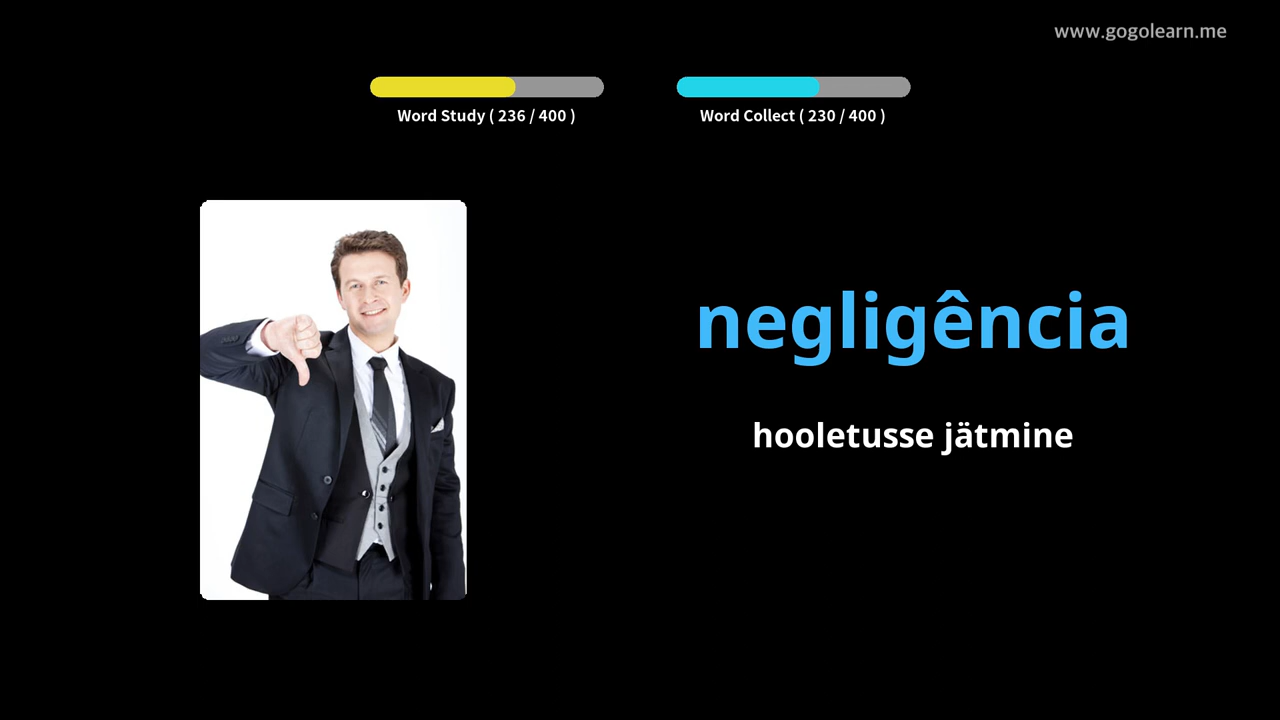 www.gogolearn.me
Word Study ( 236 / 400 )
Word Collect ( 230 / 400 )
negligência
hooletusse jätmine